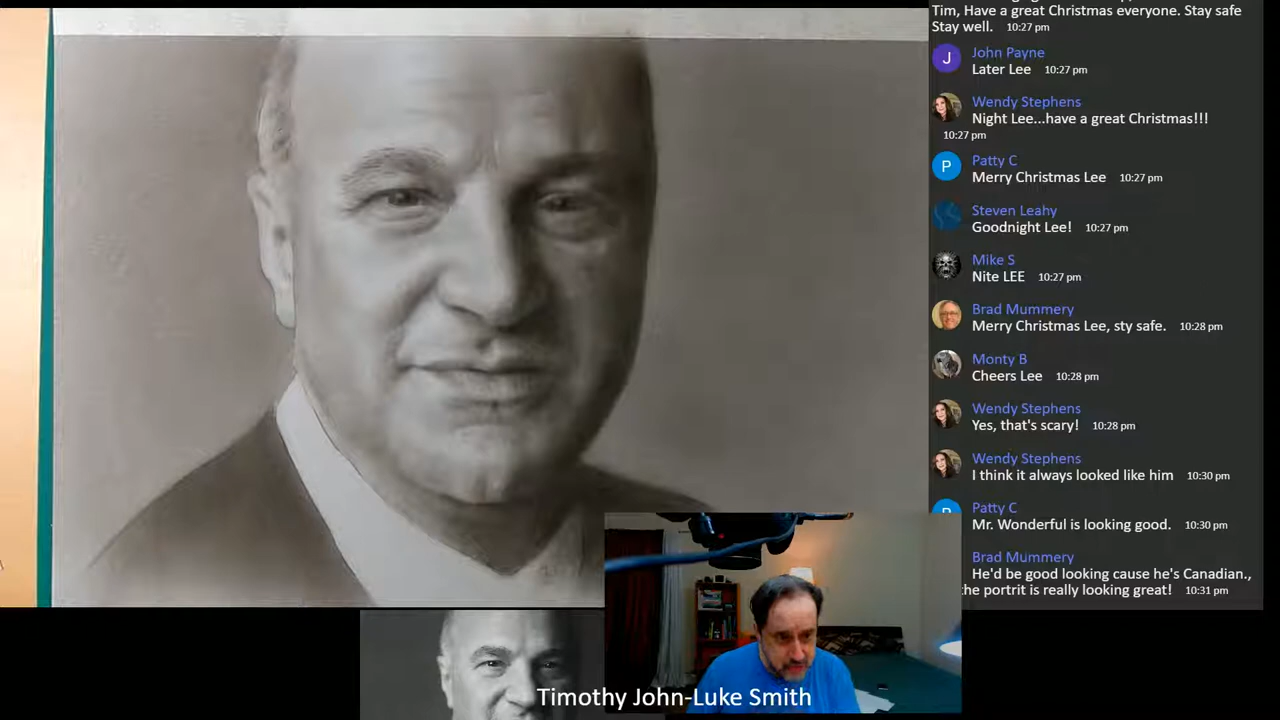 Tim, Have a great Christmas everyone. Stay safe
Stay well. 10:27 pm
J
John Payne
Later Lee 10:27 pm
Wendy Stephens
Night Lee...have a great Christmas!!!
10:27 pm
P
Patty C
Merry Christmas Lee 10:27 pm
Steven Leahy
Goodnight Lee! 10:27 pm
Mike S
Nite LEE 10:27 pm
Brad Mummery
Merry Christmas Lee, sty safe. 10:28 pm
Monty B
Cheers Lee 10:28 pm
Wendy Stephens
Yes, that's scary! 10:28 pm
Wendy Stephens
I think it always looked like him 10:30 pm
Patty C
Mr. Wonderful is looking good. 10:30 pm
Brad Mummery
He'd be good looking cause he's Canadian.,
the portrit is really looking great! 10:31 pm
Timothy John-Luke Smith